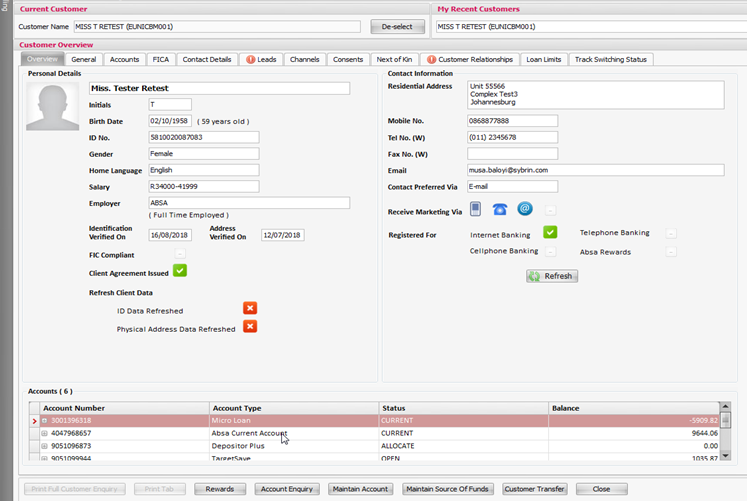 Current Customer
My Recent Customers
Customer Name MISS T RETEST (EUNICBM001) De-select
MISS T RETEST (EUNICBM001)
Customer Overview
Overview General Accounts FICA Contact Details Leads Channels Consents Next of Kin Customer Relationships Loan Limits Track Switching Status
Personal Details
Miss. Tester Retest
Initials T
Birth Date 02/10/1958 ( 59 years old )
ID No. 5810020087083
Gender Female
Home Language English
Salary R34000-41999
Employer ABSA
( Full Time Employed )
Identification Verified On 16/08/2018 Address Verified On 12/07/2018
FIC Compliant
Client Agreement Issued
Refresh Client Data
ID Data Refreshed
Physical Address Data Refreshed
Contact Information
Residential Address Unit 55566
Complex Test3
Johannesburg
Mobile No. 0868877888
Tel No. (W) (011) 2345678
Fax No. (W)
Email musa.baloyi@sybrin.com
Contact Preferred Via E-mail
Receive Marketing Via @
Registered For Internet Banking Telephone Banking
Cellphone Banking Absa Rewards
Refresh
Accounts ( 6 )
Account Number Account Type Status Balance
3001396318 Micro Loan CURRENT -5909.82
4047968657 Absa Current Account CURRENT 9644.06
9051096873 Depositor Plus ALLOCATE 0.00
9051099944 TargetSave OPEN 1035.87
Print Full Customer Enquiry Print Tab Rewards Account Enquiry Maintain Account Maintain Source Of Funds Customer Transfer Close